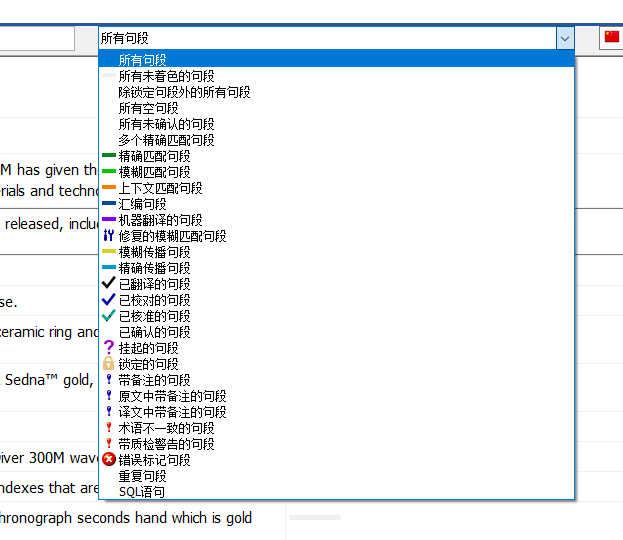 所有句段
所有句段
所有未着色的句段
除锁定句段外的所有句段
所有空句段
所有未确认的句段
多个精确匹配句段
精确匹配句段
M has given th
模糊匹配句段
erials and techno
上下文匹配句段
汇编句段
released, inclu
机器翻译的句段
修复的模糊匹配句段
模糊传播句段
精确传播句段
已翻译的句段
se.
已校对的句段
已核准的句段
ceramic ring and
已确认的句段
挂起的句段
锁定的句段
Sedna™ gold,
带备注的句段
原文中带备注的句段
译文中带备注的句段
术语不一致的句段
带质检警告的句段
Diver 300M wav
错误标记句段
重复句段
ndexes that are
SQL语句
hronograph seconds hand which is gold